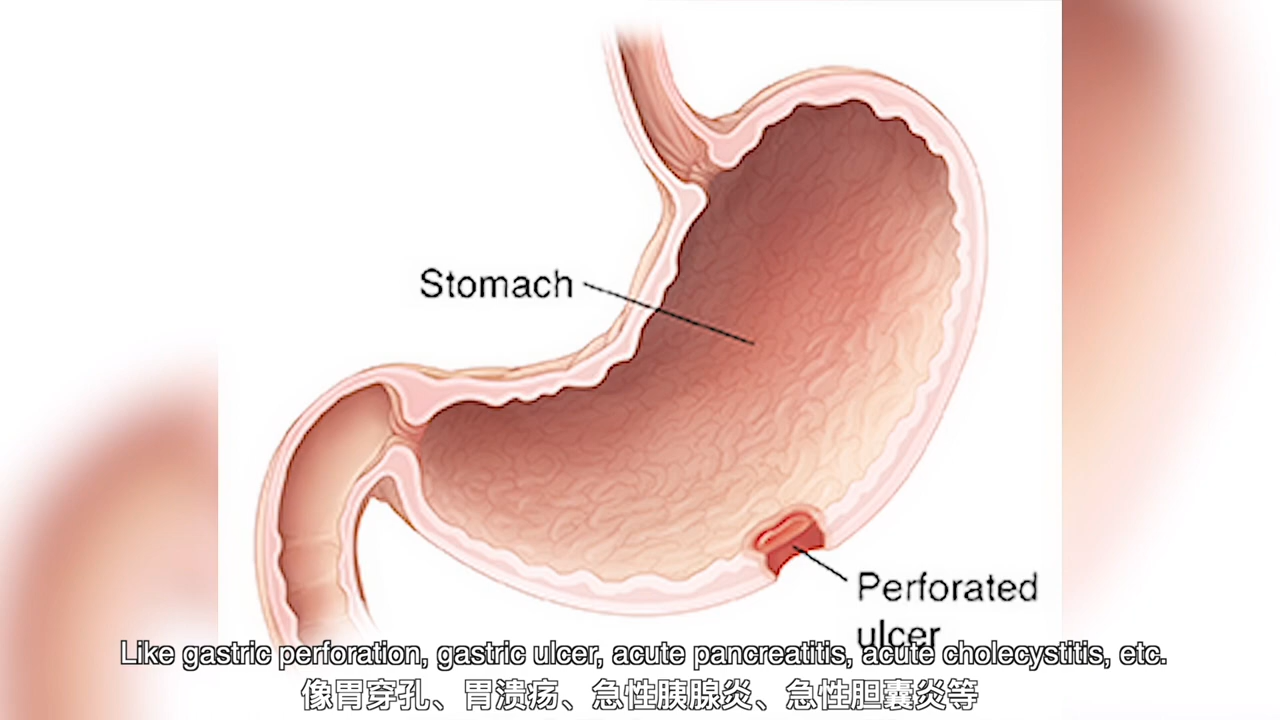 Stomach
Perforated
ulcer
Like gastric perforation, gastric ulcer, acute pancreatitis, acute cholecystitis, etc.
像胃穿孔、胃溃疡、急性胰腺炎、急性胆囊炎等